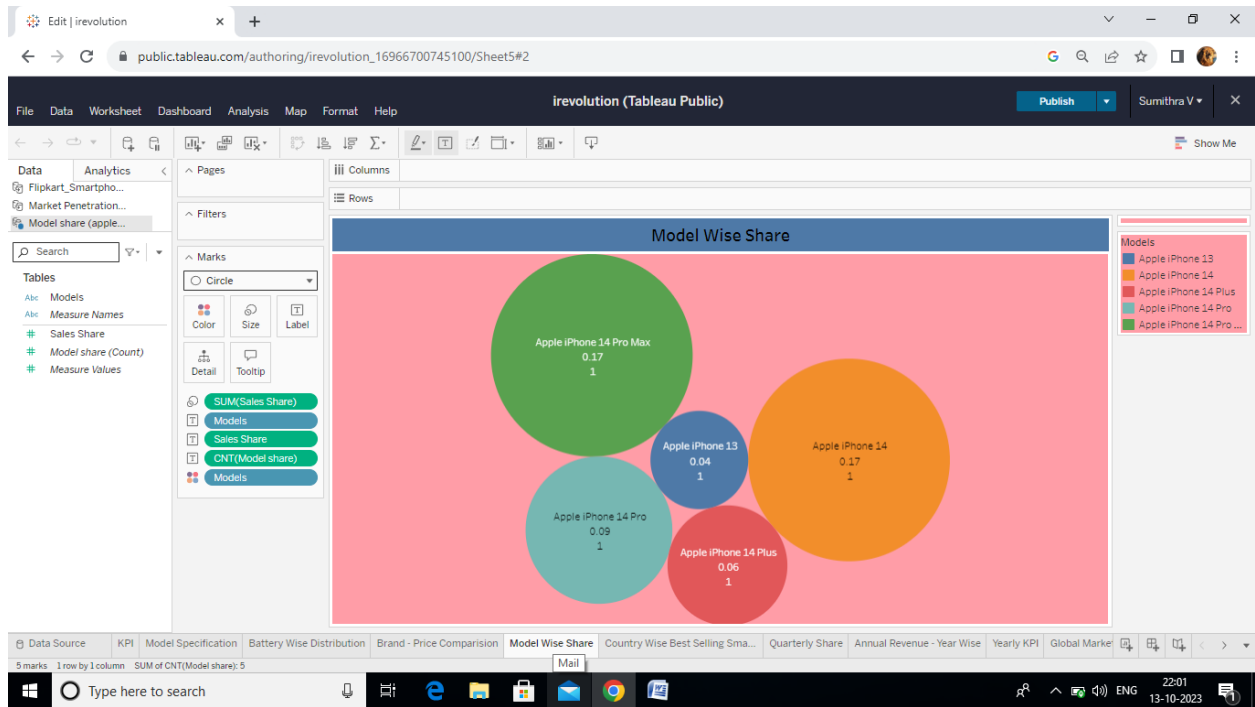 Edit | irevolution
public.tableau.com/authoring/irevolution_16966700745100/Sheet5#2
irevolution (Tableau Public)
File Data Worksheet Dashboard Analysis Map Format Help
Publish
Sumithra V
Show Me
Data Analytics
Flipkart_Smartpho...
Market Penetration...
Model share (apple...
Search
Tables
Abc Models
Abc Measure Names
# Sales Share
# Model share (Count)
# Measure Values
Pages
Filters
Marks
Circle
Color Size Label
Detail Tooltip
SUM(Sales Share)
Models
Sales Share
CNT(Model share)
Models
Columns
Rows
Model Wise Share
Apple iPhone 14 Pro Max
0.17
1
Apple iPhone 13
0.04
1
Apple iPhone 14
0.17
1
Apple iPhone 14 Pro
0.09
1
Apple iPhone 14 Plus
0.06
1
Models
Apple iPhone 13
Apple iPhone 14
Apple iPhone 14 Plus
Apple iPhone 14 Pro
Apple iPhone 14 Pro ...
Data Source KPI Model Specification Battery Wise Distribution Brand - Price Comparision Model Wise Share Country Wise Best Selling Sma... Quarterly Share Annual Revenue - Year Wise Yearly KPI Global Marke
5 marks 1 row by 1 column SUM of CNT(Model share): 5
Mail
Type here to search
ENG
22:01
13-10-2023
1